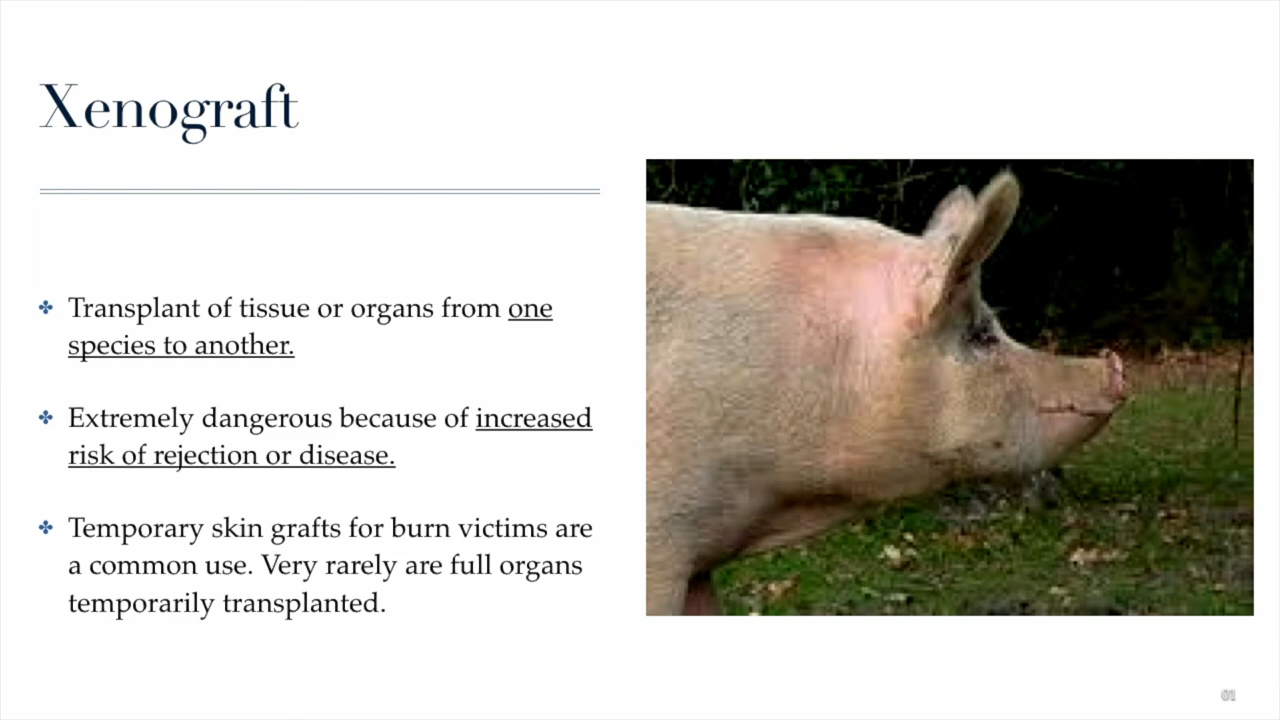 Xenograft
Transplant of tissue or organs from one
species to another.
Extremely dangerous because of increased
risk of rejection or disease.
Temporary skin grafts for burn victims are
a common use. Very rarely are full organs
temporarily transplanted.
01